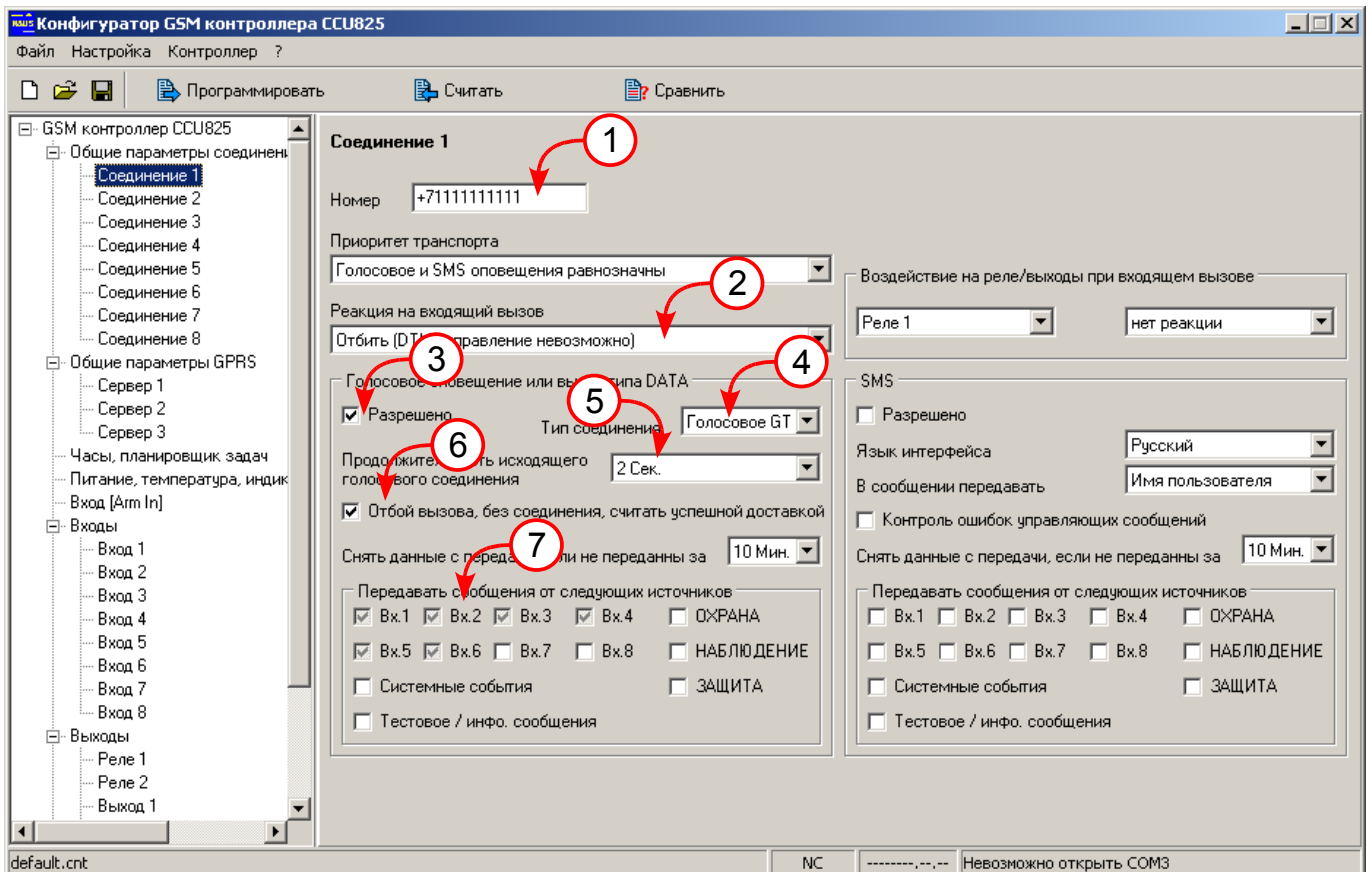 Конфигуратор GSM контроллера CCU825
Файл Настройка Контроллер ?
Программировать Считать Сравнить
GSM контроллер CCU825
Общие параметры соединени
Соединение 1
Соединение 2
Соединение 3
Соединение 4
Соединение 5
Соединение 6
Соединение 7
Соединение 8
Общие параметры GPRS
Сервер 1
Сервер 2
Сервер 3
Часы, планировщик задач
Питание, температура, индик
Вход [Arm In]
Входы
Вход 1
Вход 2
Вход 3
Вход 4
Вход 5
Вход 6
Вход 7
Вход 8
Выходы
Реле 1
Реле 2
Выход 1
Соединение 1
1
Номер +71111111111
Приоритет транспорта
Голосовое и SMS оповещения равнозначны
2
Реакция на входящий вызов
Отбить невозможно)
3
4
Разрешено
Тип соединения Голосовое GT
5
6
исходящего
голосового соединения
2 Сек.
Отбой вызова, без соединения, считать успешной доставкой
Снять данные с не переданны за 10 Мин.
7
Передавать сообщения от следующих источников
Вх.1 Вх.2 Вх.3 Вх.4 ОХРАНА
Вх.5 Вх.6 Вх.7 Вх.8 НАБЛЮДЕНИЕ
Системные события ЗАЩИТА
Тестовое / инфо. сообщения
Воздействие на реле/выходы при входящем вызове
Реле 1 нет реакции
SMS
Разрешено
Язык интерфейса Русский
В сообщении передавать Имя пользователя
Контроль ошибок управляющих сообщений
Снять данные с передачи, если не переданны за 10 Мин.
Передавать сообщения от следующих источников
Вх.1 Вх.2 Вх.3 Вх.4 ОХРАНА
Вх.5 Вх.6 Вх.7 Вх.8 НАБЛЮДЕНИЕ
Системные события ЗАЩИТА
Тестовое / инфо. сообщения
default.cnt NC --------,--,-- Невозможно открыть COM3